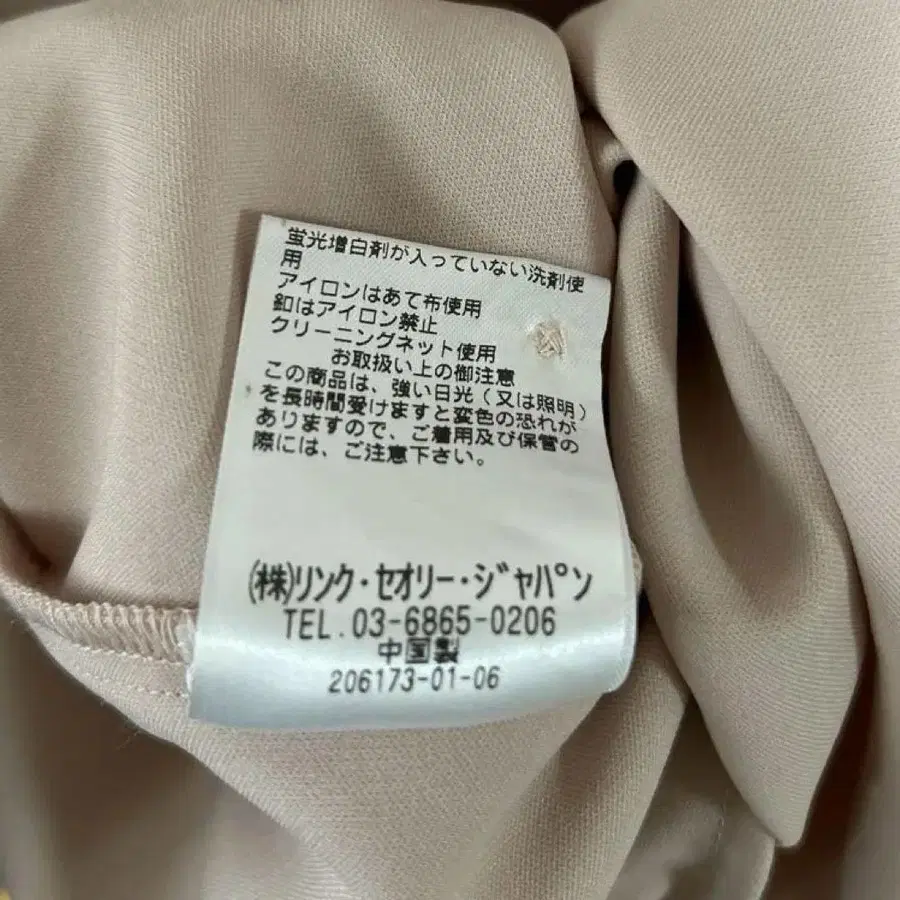 蛍光増白剤が入っていない洗剤使
用
アイロンはあて布使用
釦はアイロン禁止
クリーニングネット使用
お取扱い上の御注意
この商品は、強い日光(又は照明)
を長時間受けますと変色の恐れが
ありますので、ご着用及び保管の
際には、ご注意下さい。
(株)リンク・セオリー・ジャパン
TEL.03-6865-0206
中国製
206173-01-06